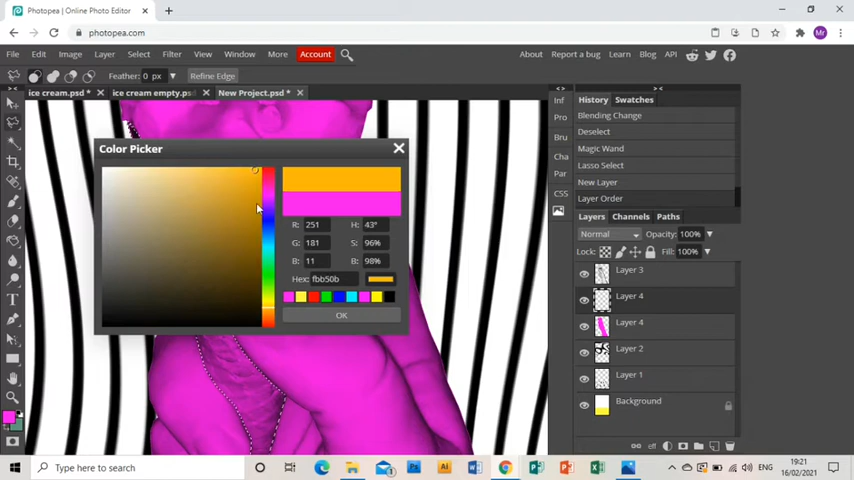 Photopea | Online Photo Editor
photopea.com
Mr
File Edit Image Layer Select Filter View Window More Account
About Report a bug Learn Blog API
Feather: 0 px Refine Edge
ice cream.psd * ice cream empty.psd New Project.psd *
Color Picker
R: 251 H: 43°
G: 181 S: 96%
B: 11 B: 98%
Hex: fbb50b
OK
Inf
Pro
Bru
Cha
Par
CSS
History Swatches
Blending Change
Deselect
Magic Wand
Lasso Select
New Layer
Layer Order
Layers Channels Paths
Normal Opacity: 100%
Lock: Fill: 100%
Layer 3
Layer 4
Layer 4
Layer 2
Layer 1
Background
eff
Type here to search
ENG
19:21
16/02/2021